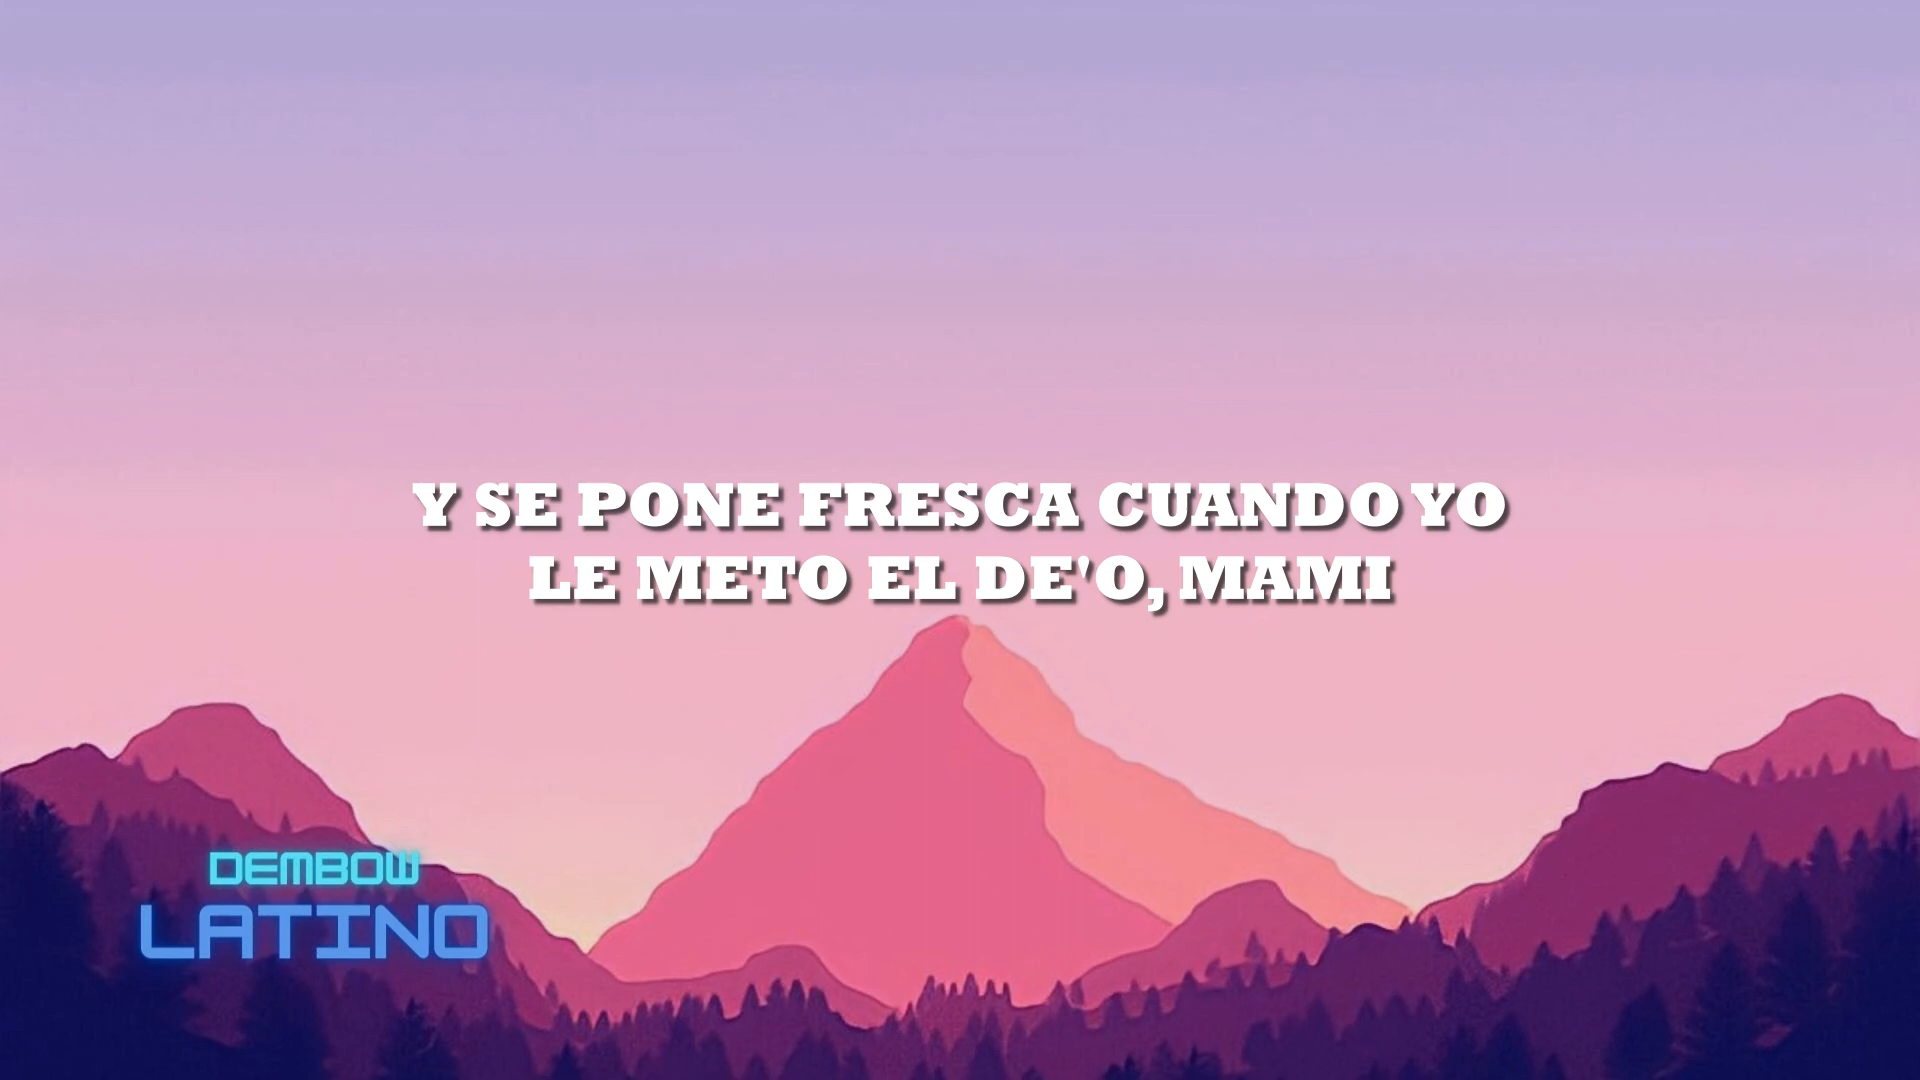 Y SE PONE FRESCA CUANDO YO
LE METO EL DE'O, MAMI
DEMBOW
LATINO